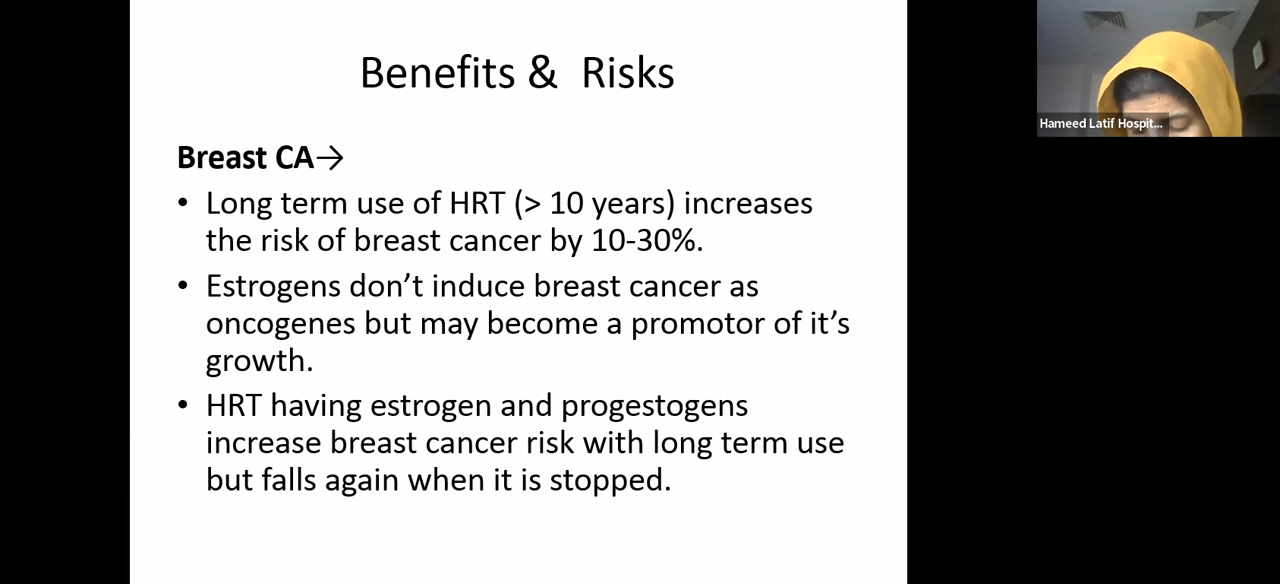 Benefits & Risks
Breast CA→
• Long term use of HRT (> 10 years) increases
the risk of breast cancer by 10-30%.
• Estrogens don’t induce breast cancer as
oncogenes but may become a promotor of it’s
growth.
• HRT having estrogen and progestogens
increase breast cancer risk with long term use
but falls again when it is stopped.
Hameed Latif Hospit...